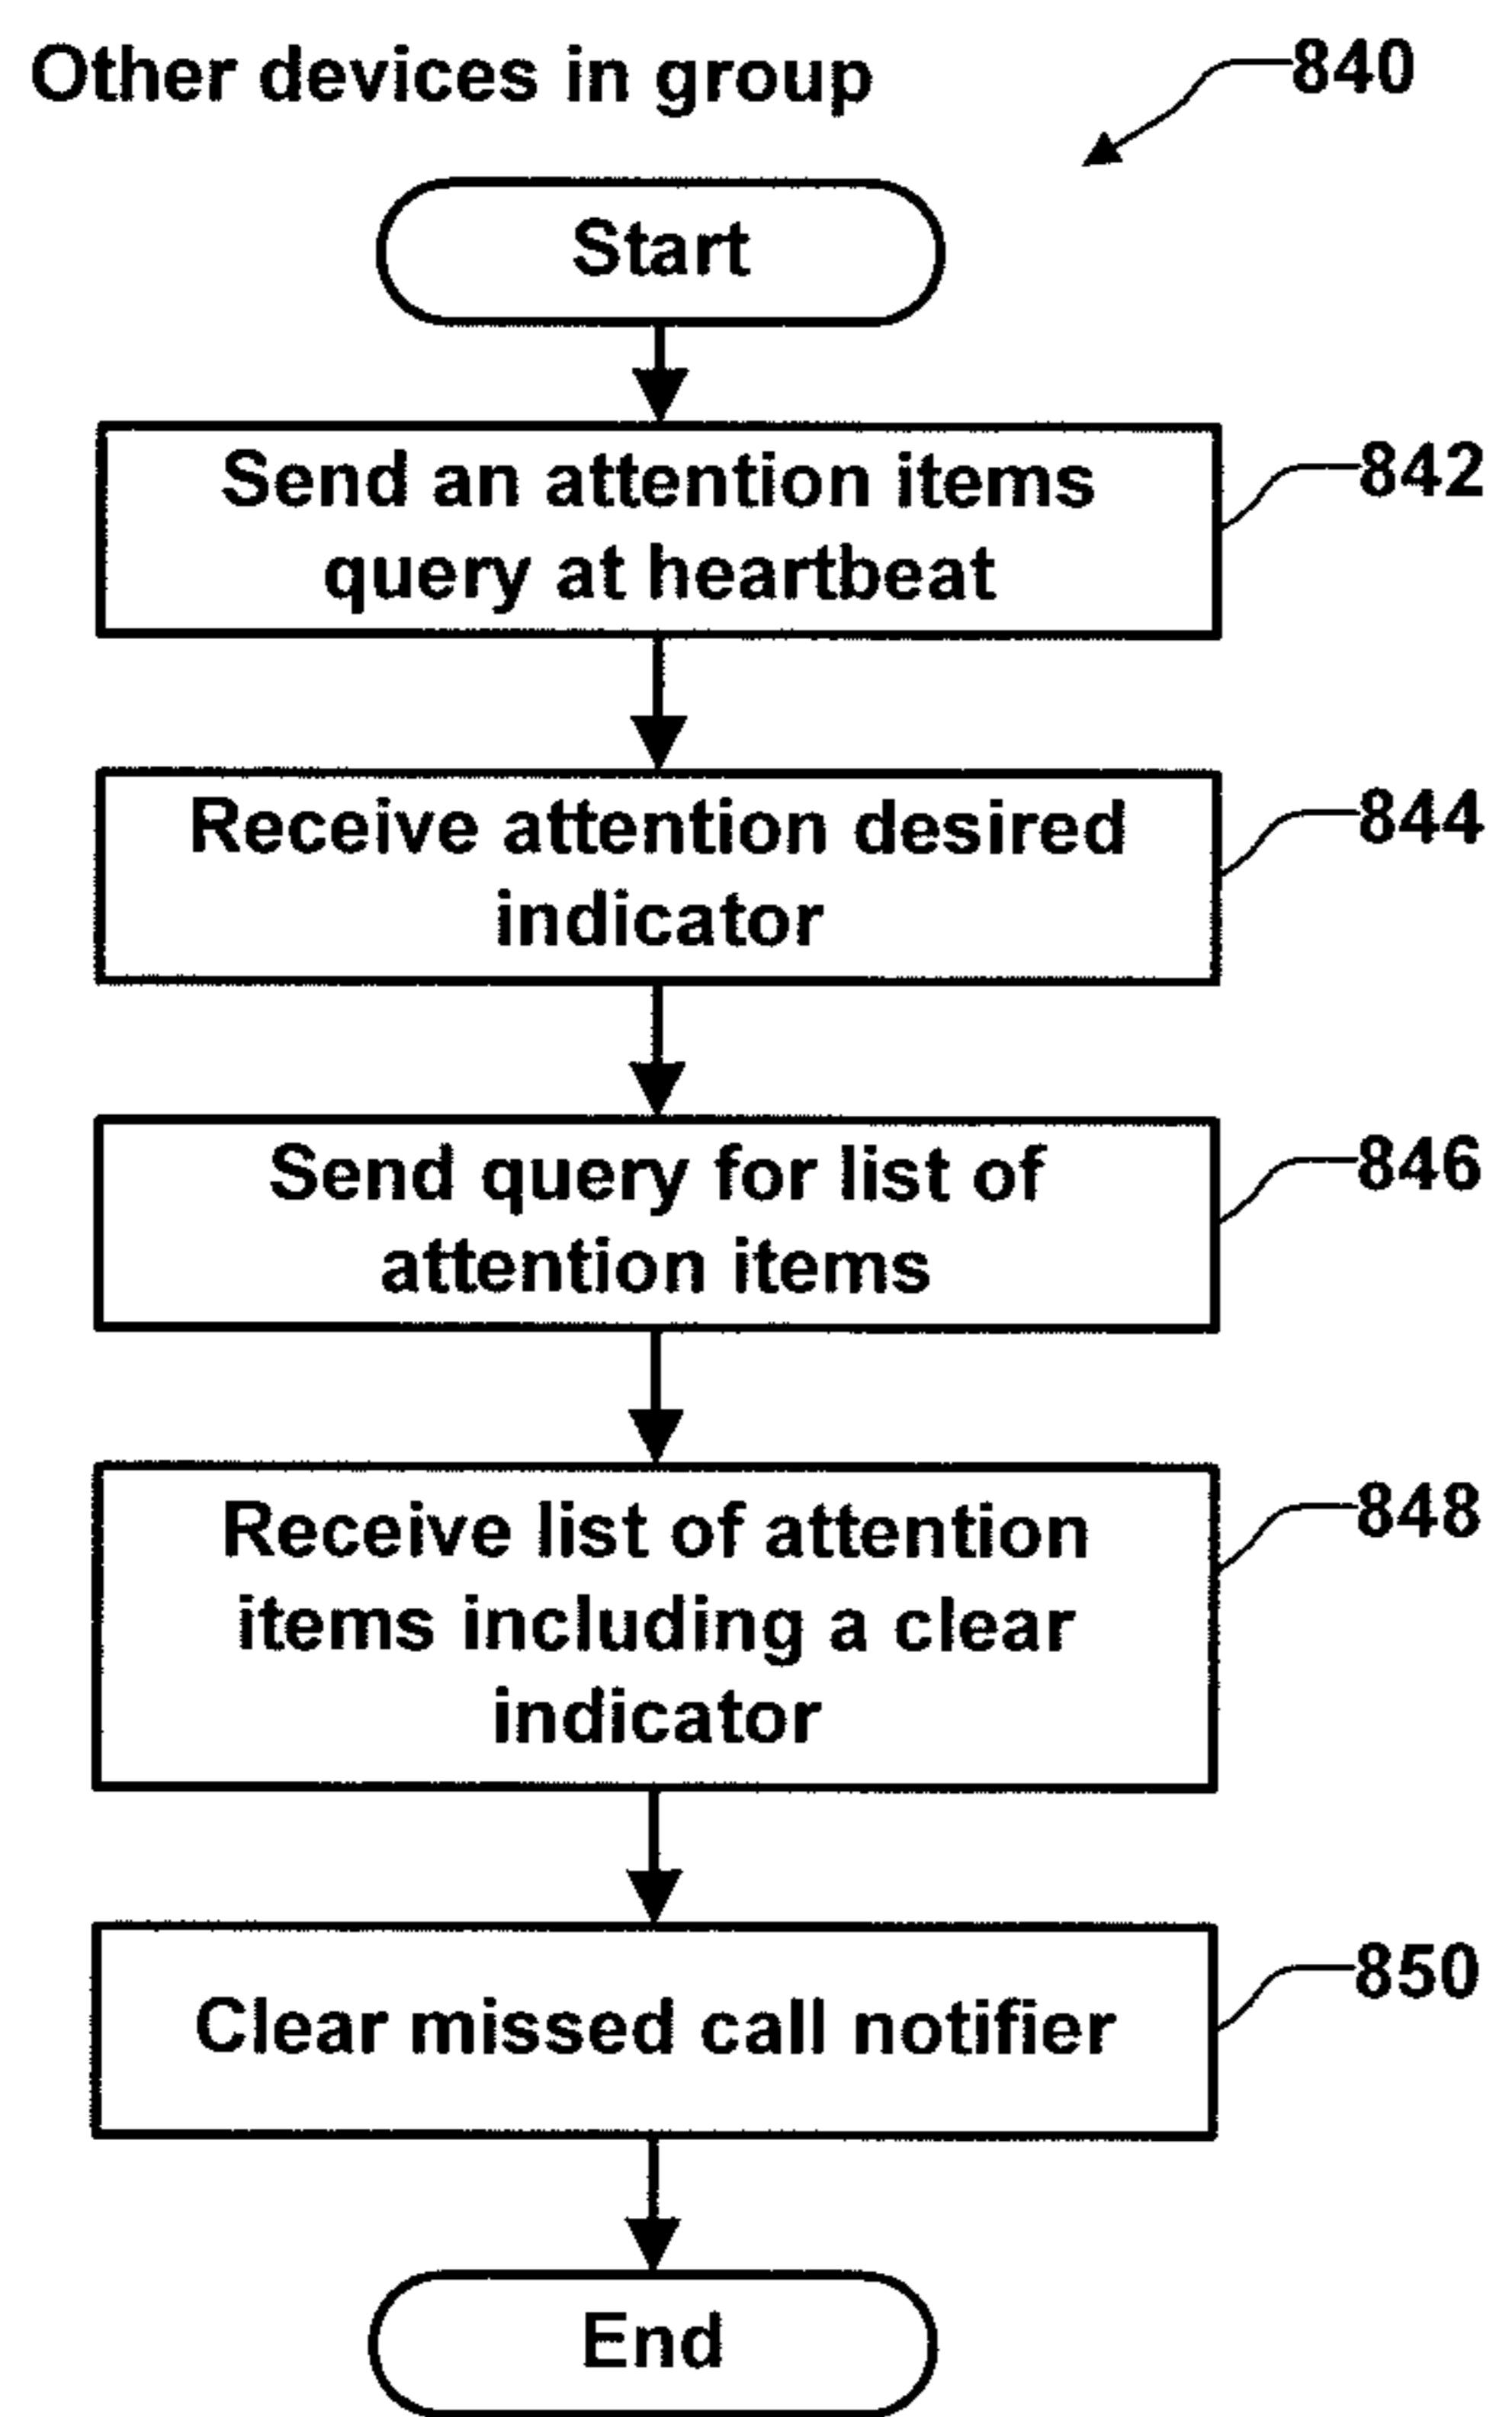 Other devices in group
840
Start
Send an attention items
query at heartbeat
842
Receive attention desired
indicator
844
Send query for list of
attention items
846
Receive list of attention
items including a clear
indicator
848
Clear missed call notifier
850
End